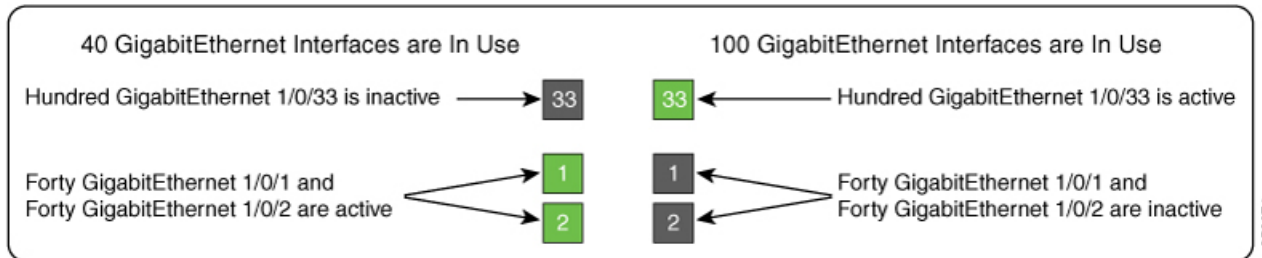 40 GigabitEthernet Interfaces are In Use
Hundred GigabitEthernet 1/0/33 is inactive
33
Forty GigabitEthernet 1/0/1 and
Forty GigabitEthernet 1/0/2 are active
1
2
100 GigabitEthernet Interfaces are In Use
33
Hundred GigabitEthernet 1/0/33 is active
1
2
Forty GigabitEthernet 1/0/1 and
Forty GigabitEthernet 1/0/2 are inactive